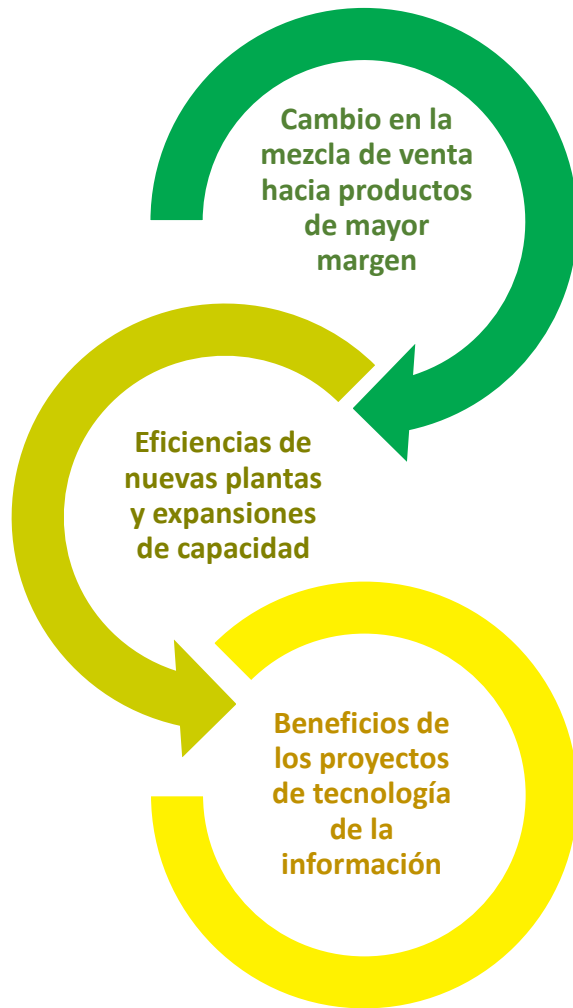 Cambio en la
mezcla de venta
hacia productos
de mayor
margen
Eficiencias de
nuevas plantas
y expansiones
de capacidad
Beneficios de
los proyectos
de tecnología
de la
información